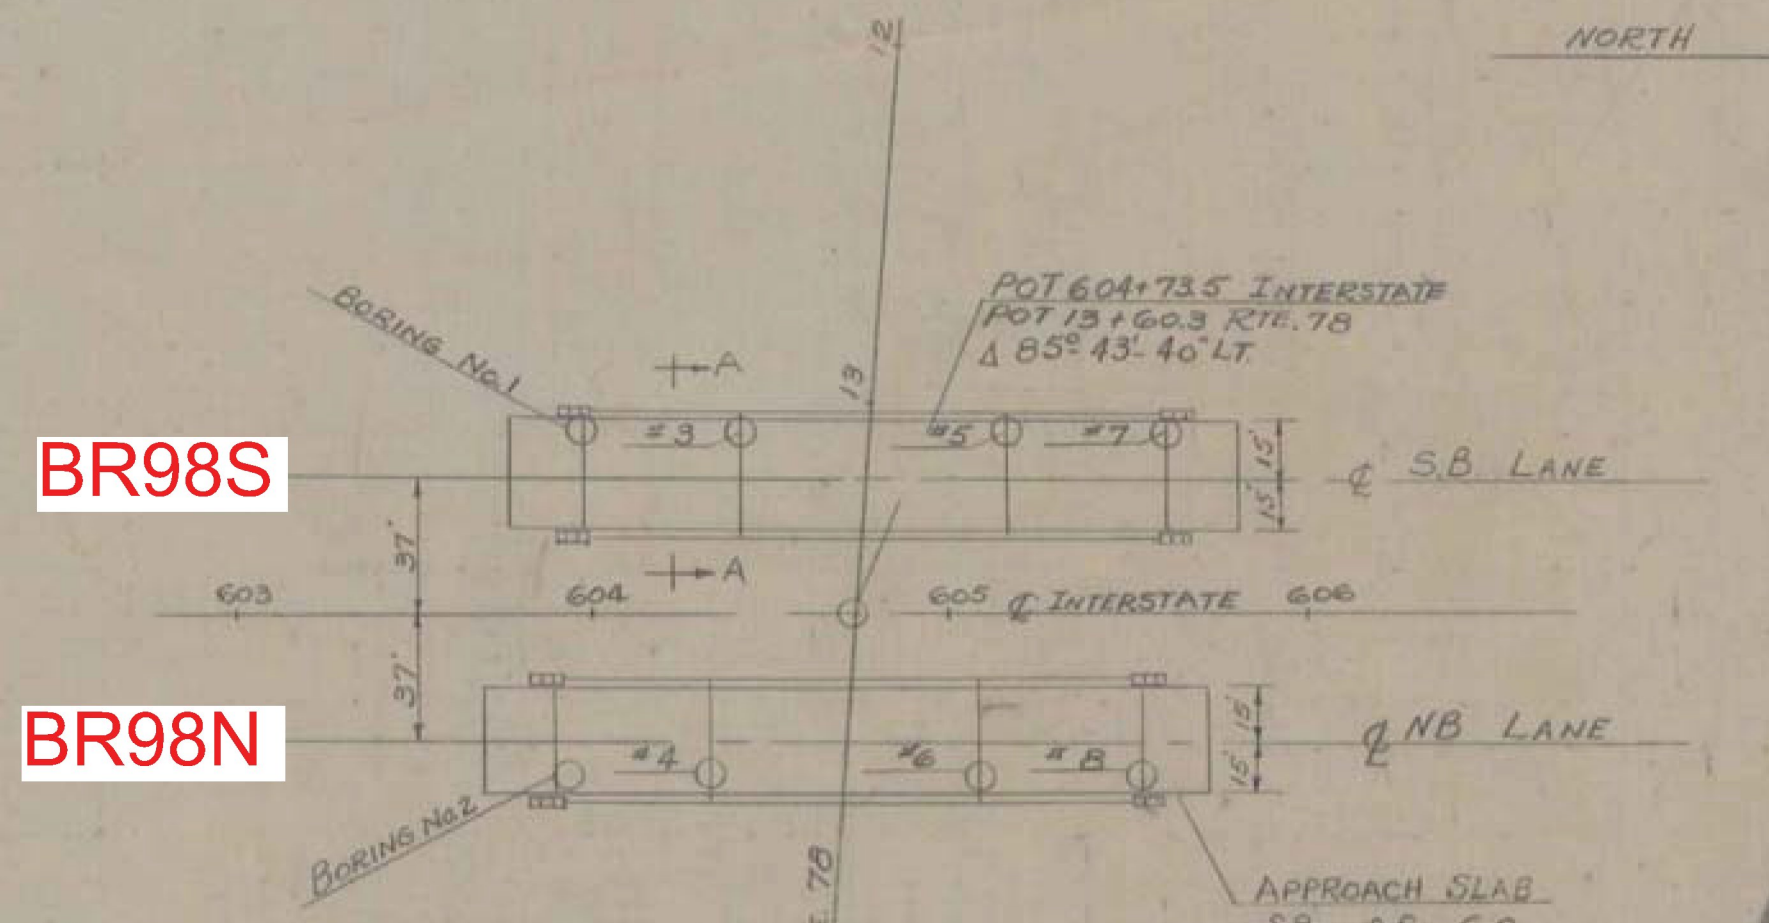 12
NORTH
POT 604+73.5 INTERSTATE
POT 13+60.3 RTE. 78
Δ 85° 43'- 40" LT.
BORING No. 1
A
13
#3
#5
#7
15'
15'
BR98S
℄ S.B. LANE
37'
A
603
604
605
℄ INTERSTATE
606
37'
BR98N
#4
#6
#8
15'
15'
℄ NB LANE
BORING No. 2
78
APPROACH SLAB